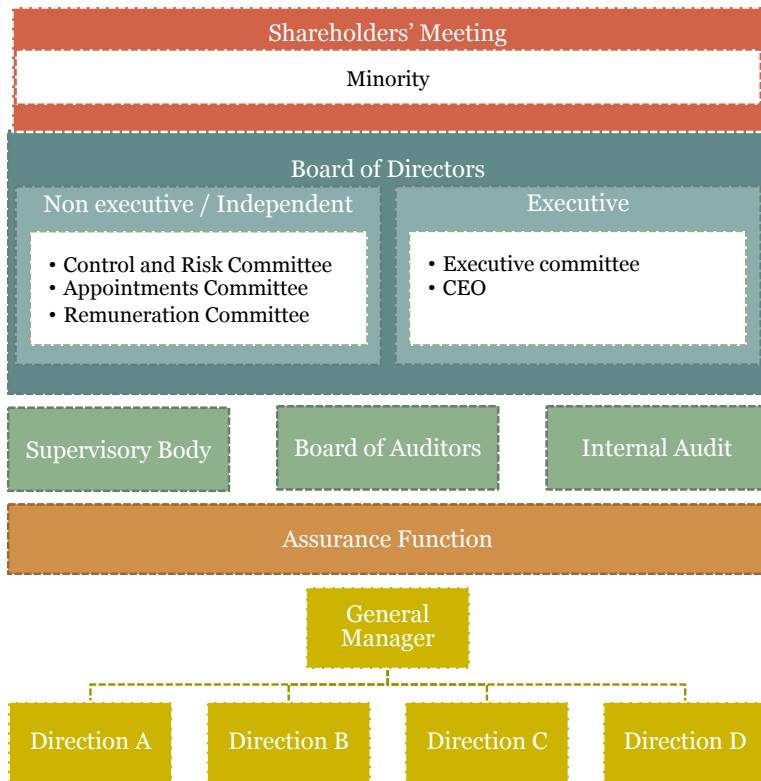 Shareholders’ Meeting
Minority
Board of Directors
Non executive / Independent
• Control and Risk Committee
• Appointments Committee
• Remuneration Committee
Executive
• Executive committee
• CEO
Supervisory Body
Board of Auditors
Internal Audit
Assurance Function
General
Manager
Direction A
Direction B
Direction C
Direction D